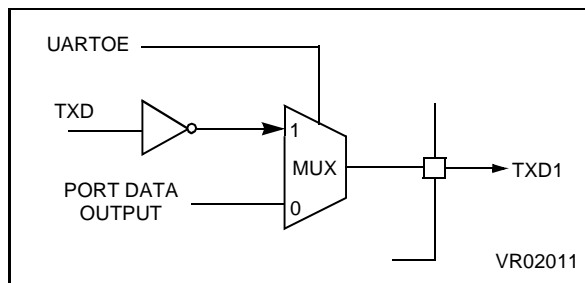 UARTOE
TXD
1
MUX
TXD1
PORT DATA
OUTPUT
0
VR02011